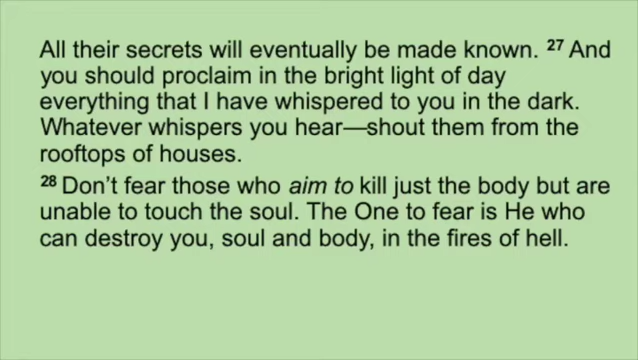 All their secrets will eventually be made known. 27 And
you should proclaim in the bright light of day
everything that I have whispered to you in the dark.
Whatever whispers you hear—shout them from the
rooftops of houses.
28 Don’t fear those who aim to kill just the body but are
unable to touch the soul. The One to fear is He who
can destroy you, soul and body, in the fires of hell.